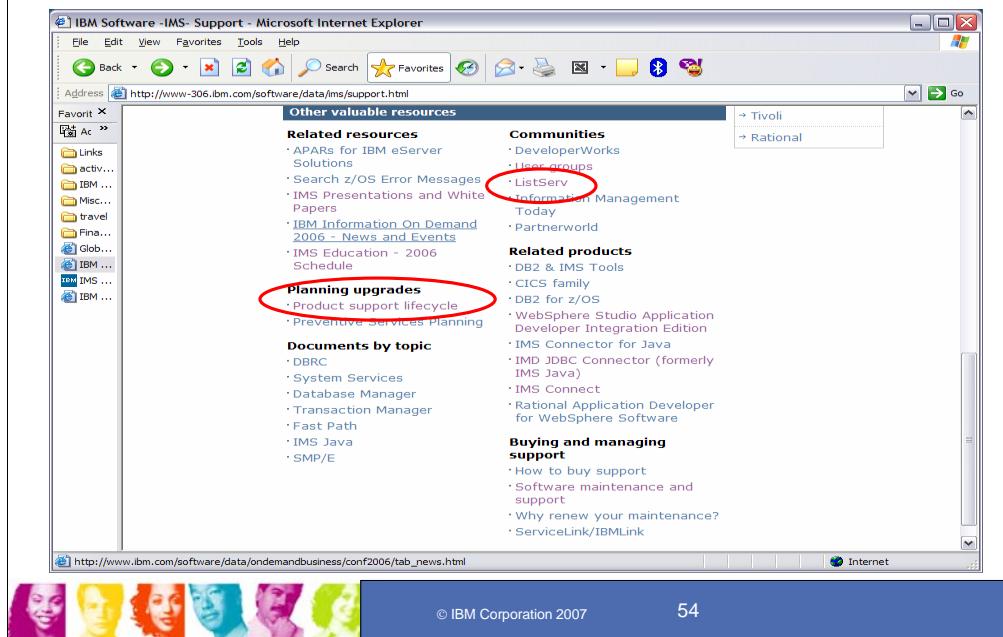 IBM Software -IMS- Support - Microsoft Internet Explorer
File Edit View Favorites Tools Help
Back Search Favorites
Address http://www-306.ibm.com/software/data/ims/support.html Go
Favorit
Ac
Links
activ...
IBM ...
Misc...
travel
Fina...
Glob...
IBM ...
IBM IMS ...
IBM ...
Other valuable resources
Related resources
APARs for IBM eServer
Solutions
Search z/OS Error Messages
IMS Presentations and White
Papers
IBM Information On Demand
2006 - News and Events
IMS Education - 2006
Schedule
Planning upgrades
Product support lifecycle
Preventive Services Planning
Documents by topic
DBRC
System Services
Database Manager
Transaction Manager
Fast Path
IMS Java
SMP/E
Communities
DeveloperWorks
User groups
ListServ
Information Management
Today
Partnerworld
Related products
DB2 & IMS Tools
CICS family
DB2 for z/OS
WebSphere Studio Application
Developer Integration Edition
IMS Connector for Java
IMD JDBC Connector (formerly
IMS Java)
IMS Connect
Rational Application Developer
for WebSphere Software
Buying and managing
support
How to buy support
Software maintenance and
support
Why renew your maintenance?
ServiceLink/IBMLink
Tivoli
Rational
http://www.ibm.com/software/data/ondemandbusiness/conf2006/tab_news.html Internet
© IBM Corporation 2007 54